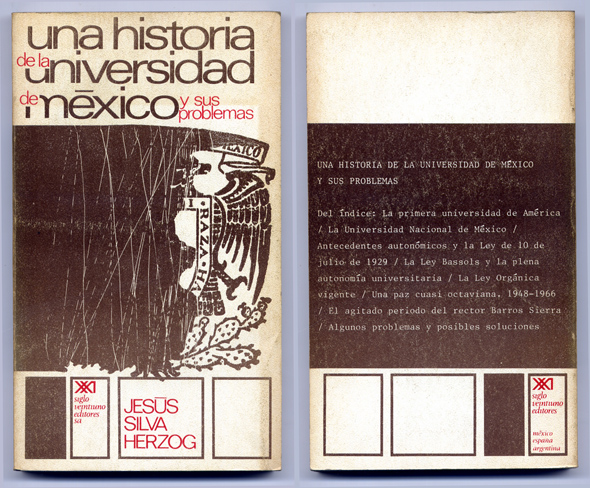 una historia
de la universidad
de méxico y sus
problemas
I
RAZA
siglo
veintiuno
editores
sa
JESÚS
SILVA
HERZOG
UNA HISTORIA DE LA UNIVERSIDAD DE MÉXICO
Y SUS PROBLEMAS
Del índice: La primera universidad de América
/ La Universidad Nacional de México /
Antecedentes autonómicos y la Ley de 10 de
julio de 1929 / La Ley Bassols y la plena
autonomía universitaria / La Ley Orgánica
vigente / Una paz cuasi octaviana, 1948-1966
/ El agitado periodo del rector Barros Sierra
/ Algunos problemas y posibles soluciones
siglo
veintiuno
editores
méxico
españa
argentina